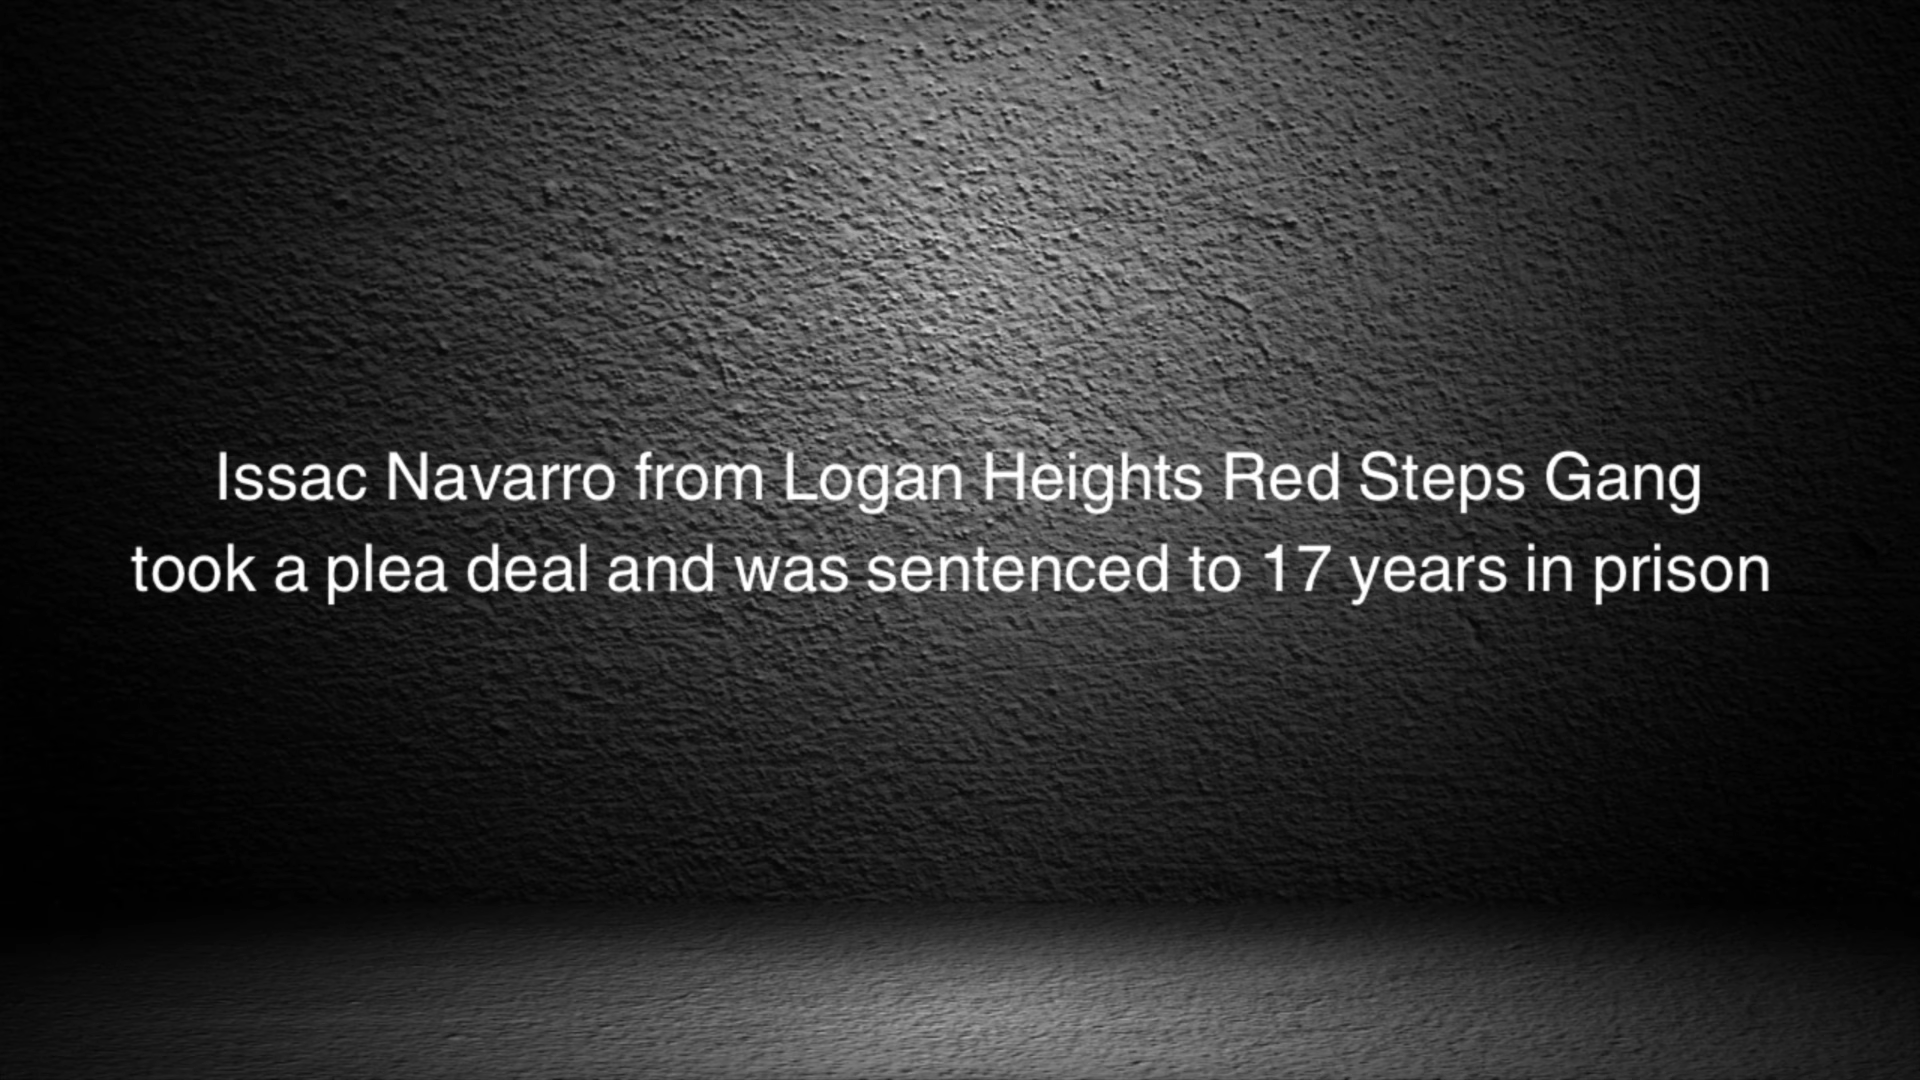 Issac Navarro from Logan Heights Red Steps Gang
took a plea deal and was sentenced to 17 years in prison